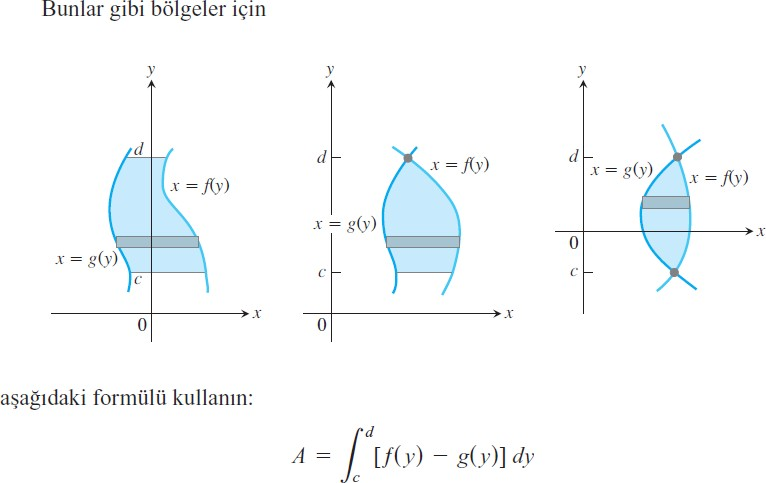 Bunlar gibi bölgeler için
y
d
x = f(y)
x = g(y)
c
0
x
y
d
x = f(y)
x = g(y)
c
0
x
y
d
x = g(y)
x = f(y)
0
x
c
aşağıdaki formülü kullanın:
A = ∫_c^d [f(y) − g(y)] dy